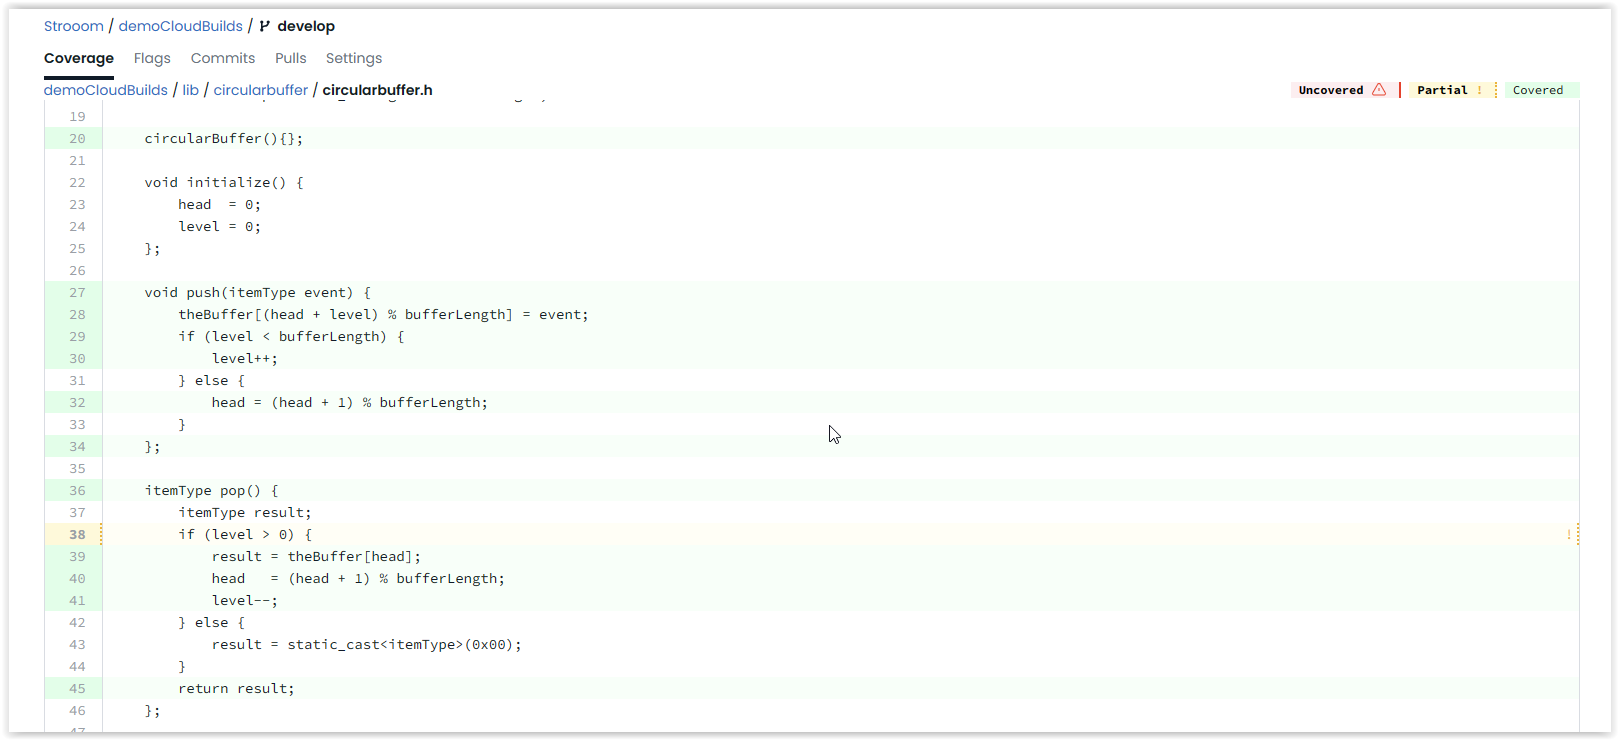 Strooom / demoCloudBuilds / develop
Coverage Flags Commits Pulls Settings
demoCloudBuilds / lib / circularbuffer / circularbuffer.h Uncovered Partial ! Covered
19
20 circularBuffer(){};
21
22 void initialize() {
23 head  = 0;
24 level = 0;
25 };
26
27 void push(itemType event) {
28 theBuffer[(head + level) % bufferLength] = event;
29 if (level < bufferLength) {
30 level++;
31 } else {
32 head = (head + 1) % bufferLength;
33 }
34 };
35
36 itemType pop() {
37 itemType result;
38 if (level > 0) { !
39 result = theBuffer[head];
40 head   = (head + 1) % bufferLength;
41 level--;
42 } else {
43 result = static_cast<itemType>(0x00);
44 }
45 return result;
46 };
47